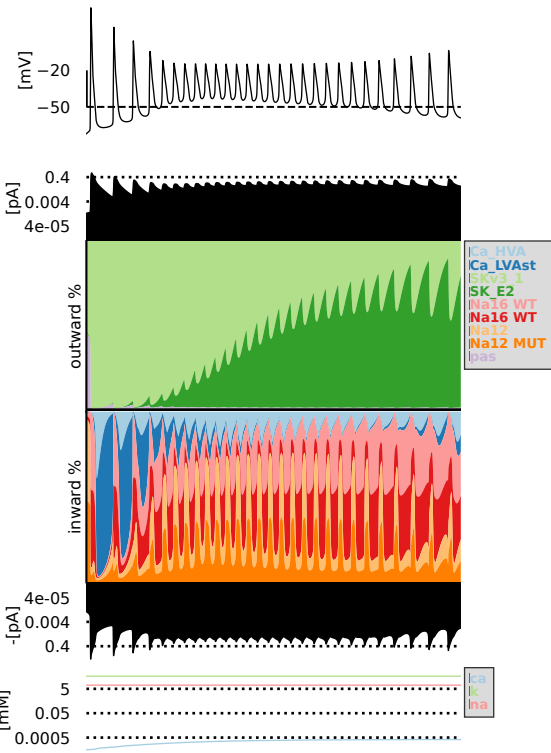 [mV]
−20
−50
[pA]
0.4
0.004
4e-05
outward %
Ca_HVA
Ca_LVAst
SKv3_1
SK_E2
Na16 WT
Na16 WT
Na12
Na12 MUT
pas
inward %
-[pA]
4e-05
0.004
0.4
[mM]
5
0.05
0.0005
ca
k
na